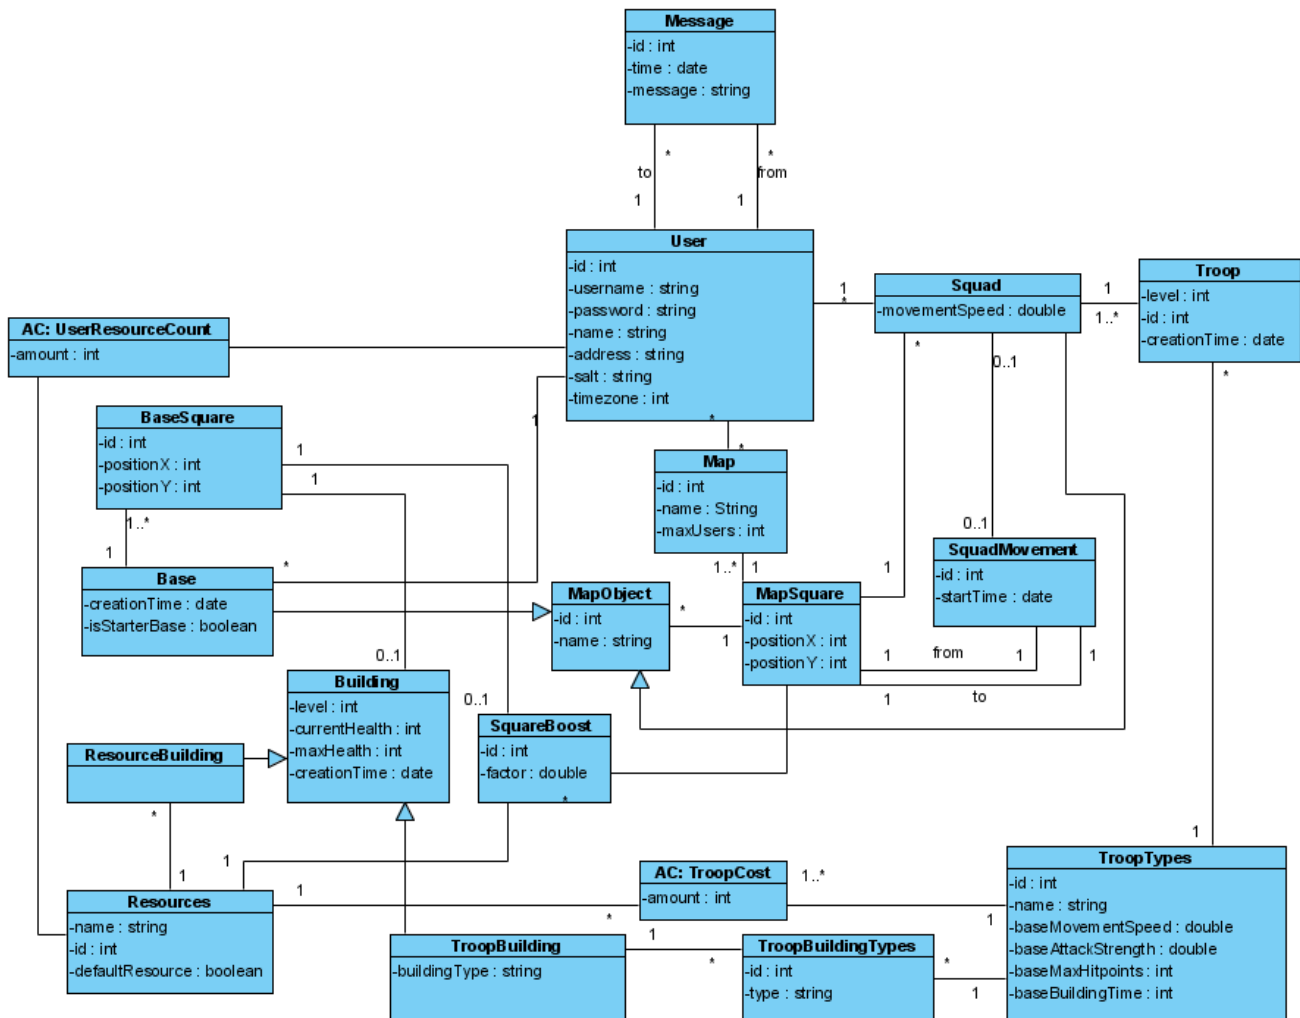 Message
-id : int
-time : date
-message : string
*
*
to
from
1
1
User
-id : int
-username : string
-password : string
-name : string
-address : string
-salt : string
-timezone : int
1
*
Squad
-movementSpeed : double
1
1..*
Troop
-level : int
-id : int
-creationTime : date
AC: UserResourceCount
-amount : int
*
0..1
*
1
*
*
BaseSquare
-id : int
-positionX : int
-positionY : int
1
1
Map
-id : int
-name : String
-maxUsers : int
1..*
1
0..1
SquadMovement
-id : int
-startTime : date
*
1..*
1
1
Base
-creationTime : date
-isStarterBase : boolean
MapObject
-id : int
-name : string
*
1
MapSquare
-id : int
-positionX : int
-positionY : int
1
from
1
1
1
to
0..1
Building
-level : int
-currentHealth : int
-maxHealth : int
-creationTime : date
0..1
SquareBoost
-id : int
-factor : double
*
ResourceBuilding
*
1
1
1
Resources
-name : string
-id : int
-defaultResource : boolean
1
*
AC: TroopCost
-amount : int
1..*
1
1
TroopTypes
-id : int
-name : string
-baseMovementSpeed : double
-baseAttackStrength : double
-baseMaxHitpoints : int
-baseBuildingTime : int
TroopBuilding
-buildingType : string
1
*
TroopBuildingTypes
-id : int
-type : string
*
1